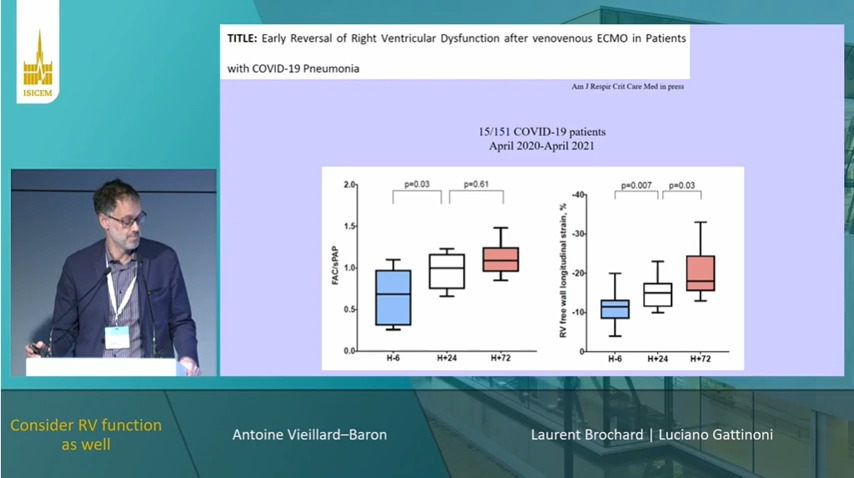 ISICEM
TITLE: Early Reversal of Right Ventricular Dysfunction after venovenous ECMO in Patients
with COVID-19 Pneumonia
Am J Respir Crit Care Med in press
15/151 COVID-19 patients
April 2020-April 2021
p=0.03
p=0.61
2.0
1.5
1.0
0.5
0.0
FAC/sPAP
H-6
H+24
H+72
p=0.007
p=0.03
-40
-30
-20
-10
0
RV free wall longitudinal strain, %
H-6
H+24
H+72
Consider RV function
as well
Antoine Vieillard–Baron
Laurent Brochard | Luciano Gattinoni